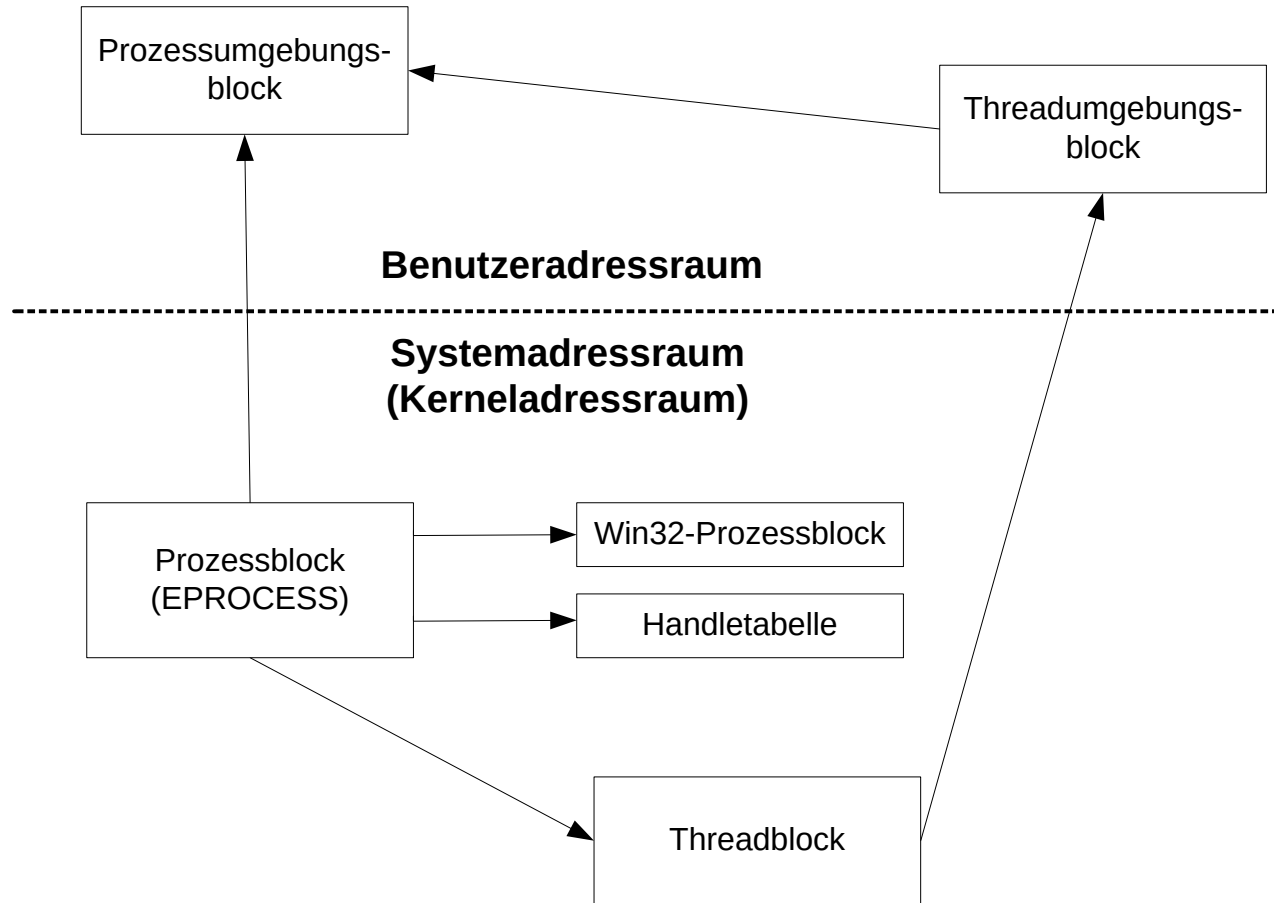 Prozessumgebungs-
block
Threadumgebungs-
block
Benutzeradressraum
Systemadressraum
(Kerneladressraum)
Prozessblock
(EPROCESS)
Win32-Prozessblock
Handletabelle
Threadblock